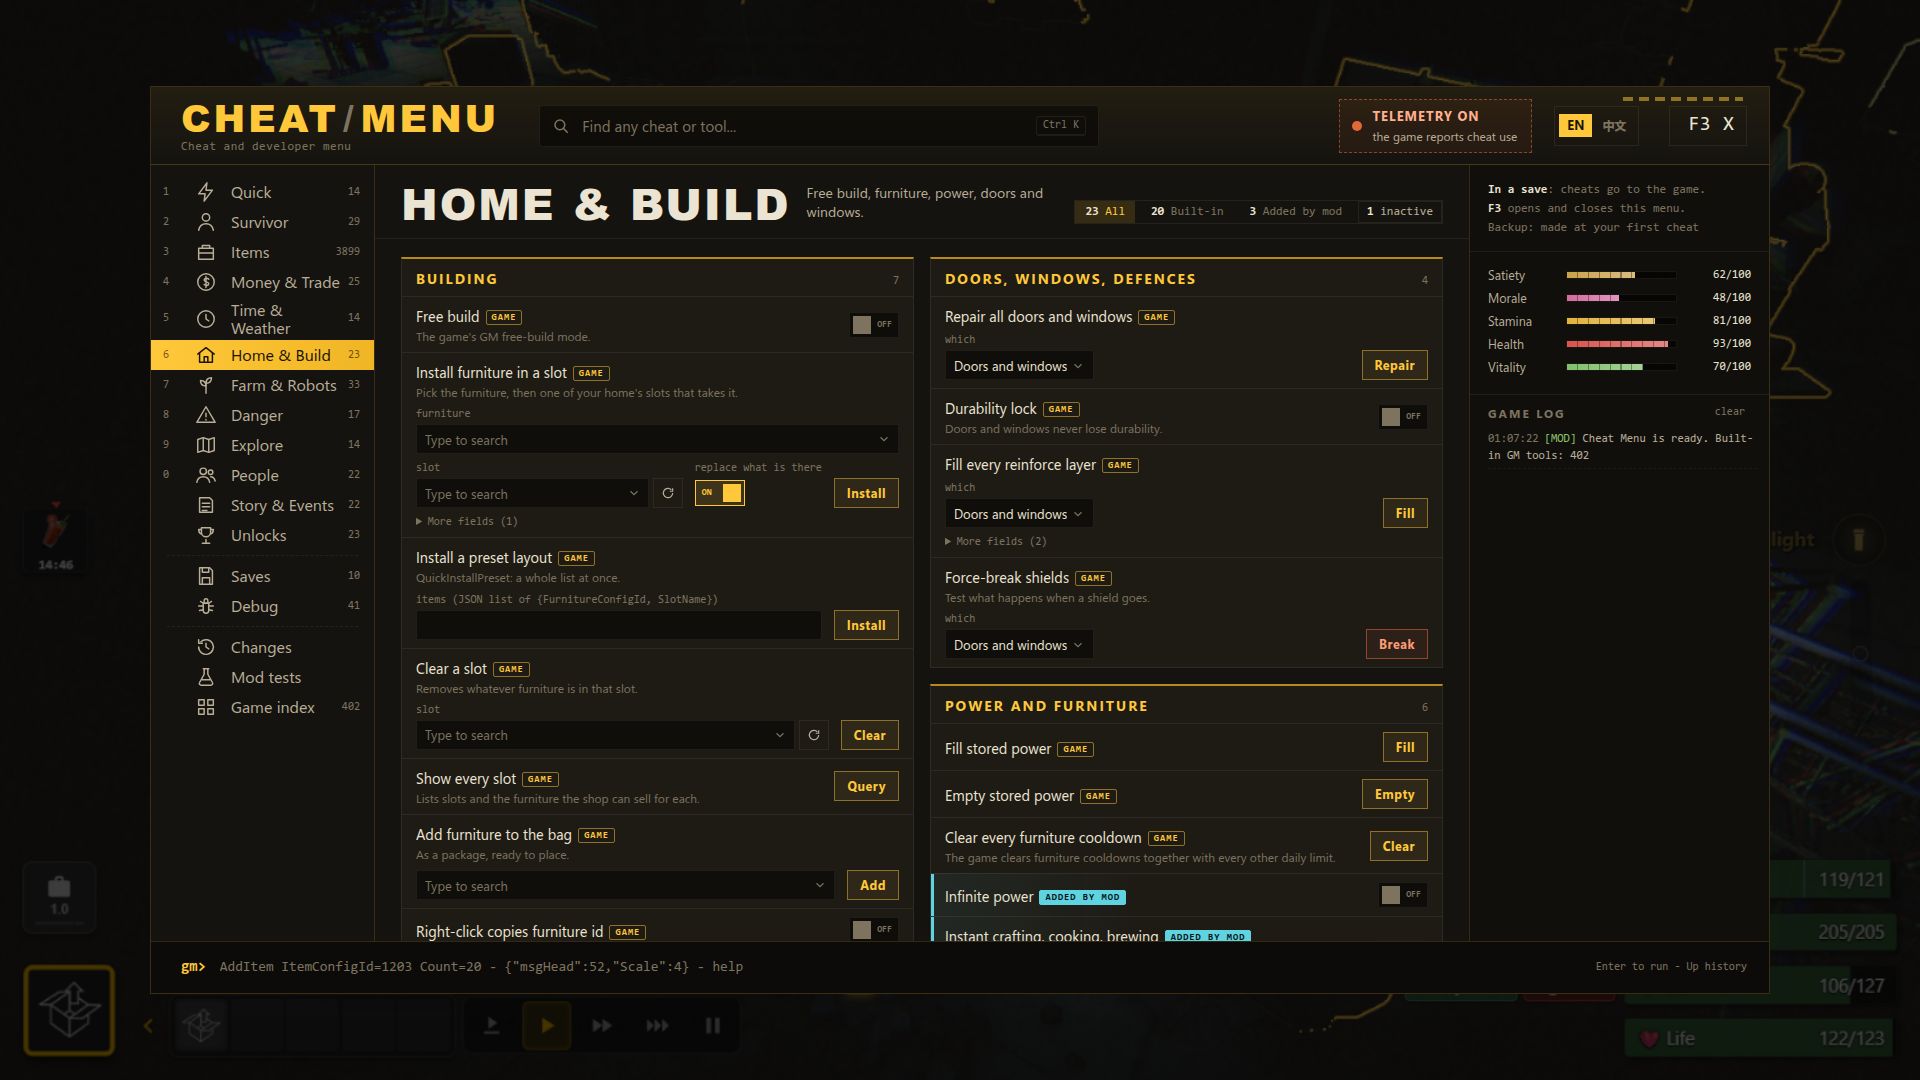 CHEAT/MENU
Cheat and developer menu
Find any cheat or tool...
Ctrl K
TELEMETRY ON
the game reports cheat use
EN
中文
F3 X
1 Quick 14
2 Survivor 29
3 Items 3899
4 Money & Trade 25
5 Time & Weather 14
6 Home & Build 23
7 Farm & Robots 33
8 Danger 17
9 Explore 14
0 People 22
Story & Events 22
Unlocks 23
Saves 10
Debug 41
Changes
Mod tests
Game index 402
HOME & BUILD
Free build, furniture, power, doors and
windows.
23 All 20 Built-in 3 Added by mod 1 inactive
BUILDING 7
Free build GAME
The game's GM free-build mode.
OFF
Install furniture in a slot GAME
Pick the furniture, then one of your home's slots that takes it.
furniture
Type to search
slot
replace what is there
Type to search
ON
Install
More fields (1)
Install a preset layout GAME
QuickInstallPreset: a whole list at once.
items (JSON list of {FurnitureConfigId, SlotName})
Install
Clear a slot GAME
Removes whatever furniture is in that slot.
slot
Type to search
Clear
Show every slot GAME
Lists slots and the furniture the shop can sell for each.
Query
Add furniture to the bag GAME
As a package, ready to place.
Type to search
Add
Right-click copies furniture id GAME
OFF
DOORS, WINDOWS, DEFENCES 4
Repair all doors and windows GAME
which
Doors and windows
Repair
Durability lock GAME
Doors and windows never lose durability.
OFF
Fill every reinforce layer GAME
which
Doors and windows
Fill
More fields (2)
Force-break shields GAME
Test what happens when a shield goes.
which
Doors and windows
Break
POWER AND FURNITURE 6
Fill stored power GAME
Fill
Empty stored power GAME
Empty
Clear every furniture cooldown GAME
The game clears furniture cooldowns together with every other daily limit.
Clear
Infinite power ADDED BY MOD
OFF
Instant crafting, cooking, brewing ADDED BY MOD
In a save: cheats go to the game.
F3 opens and closes this menu.
Backup: made at your first cheat
Satiety 62/100
Morale 48/100
Stamina 81/100
Health 93/100
Vitality 70/100
GAME LOG clear
01:07:22 [MOD] Cheat Menu is ready. Built-
in GM tools: 402
gm> AddItem ItemConfigId=1203 Count=20 - {"msgHead":52,"Scale":4} - help
Enter to run - Up history
14:46
1.0
light
119/121
205/205
106/127
Life 122/123